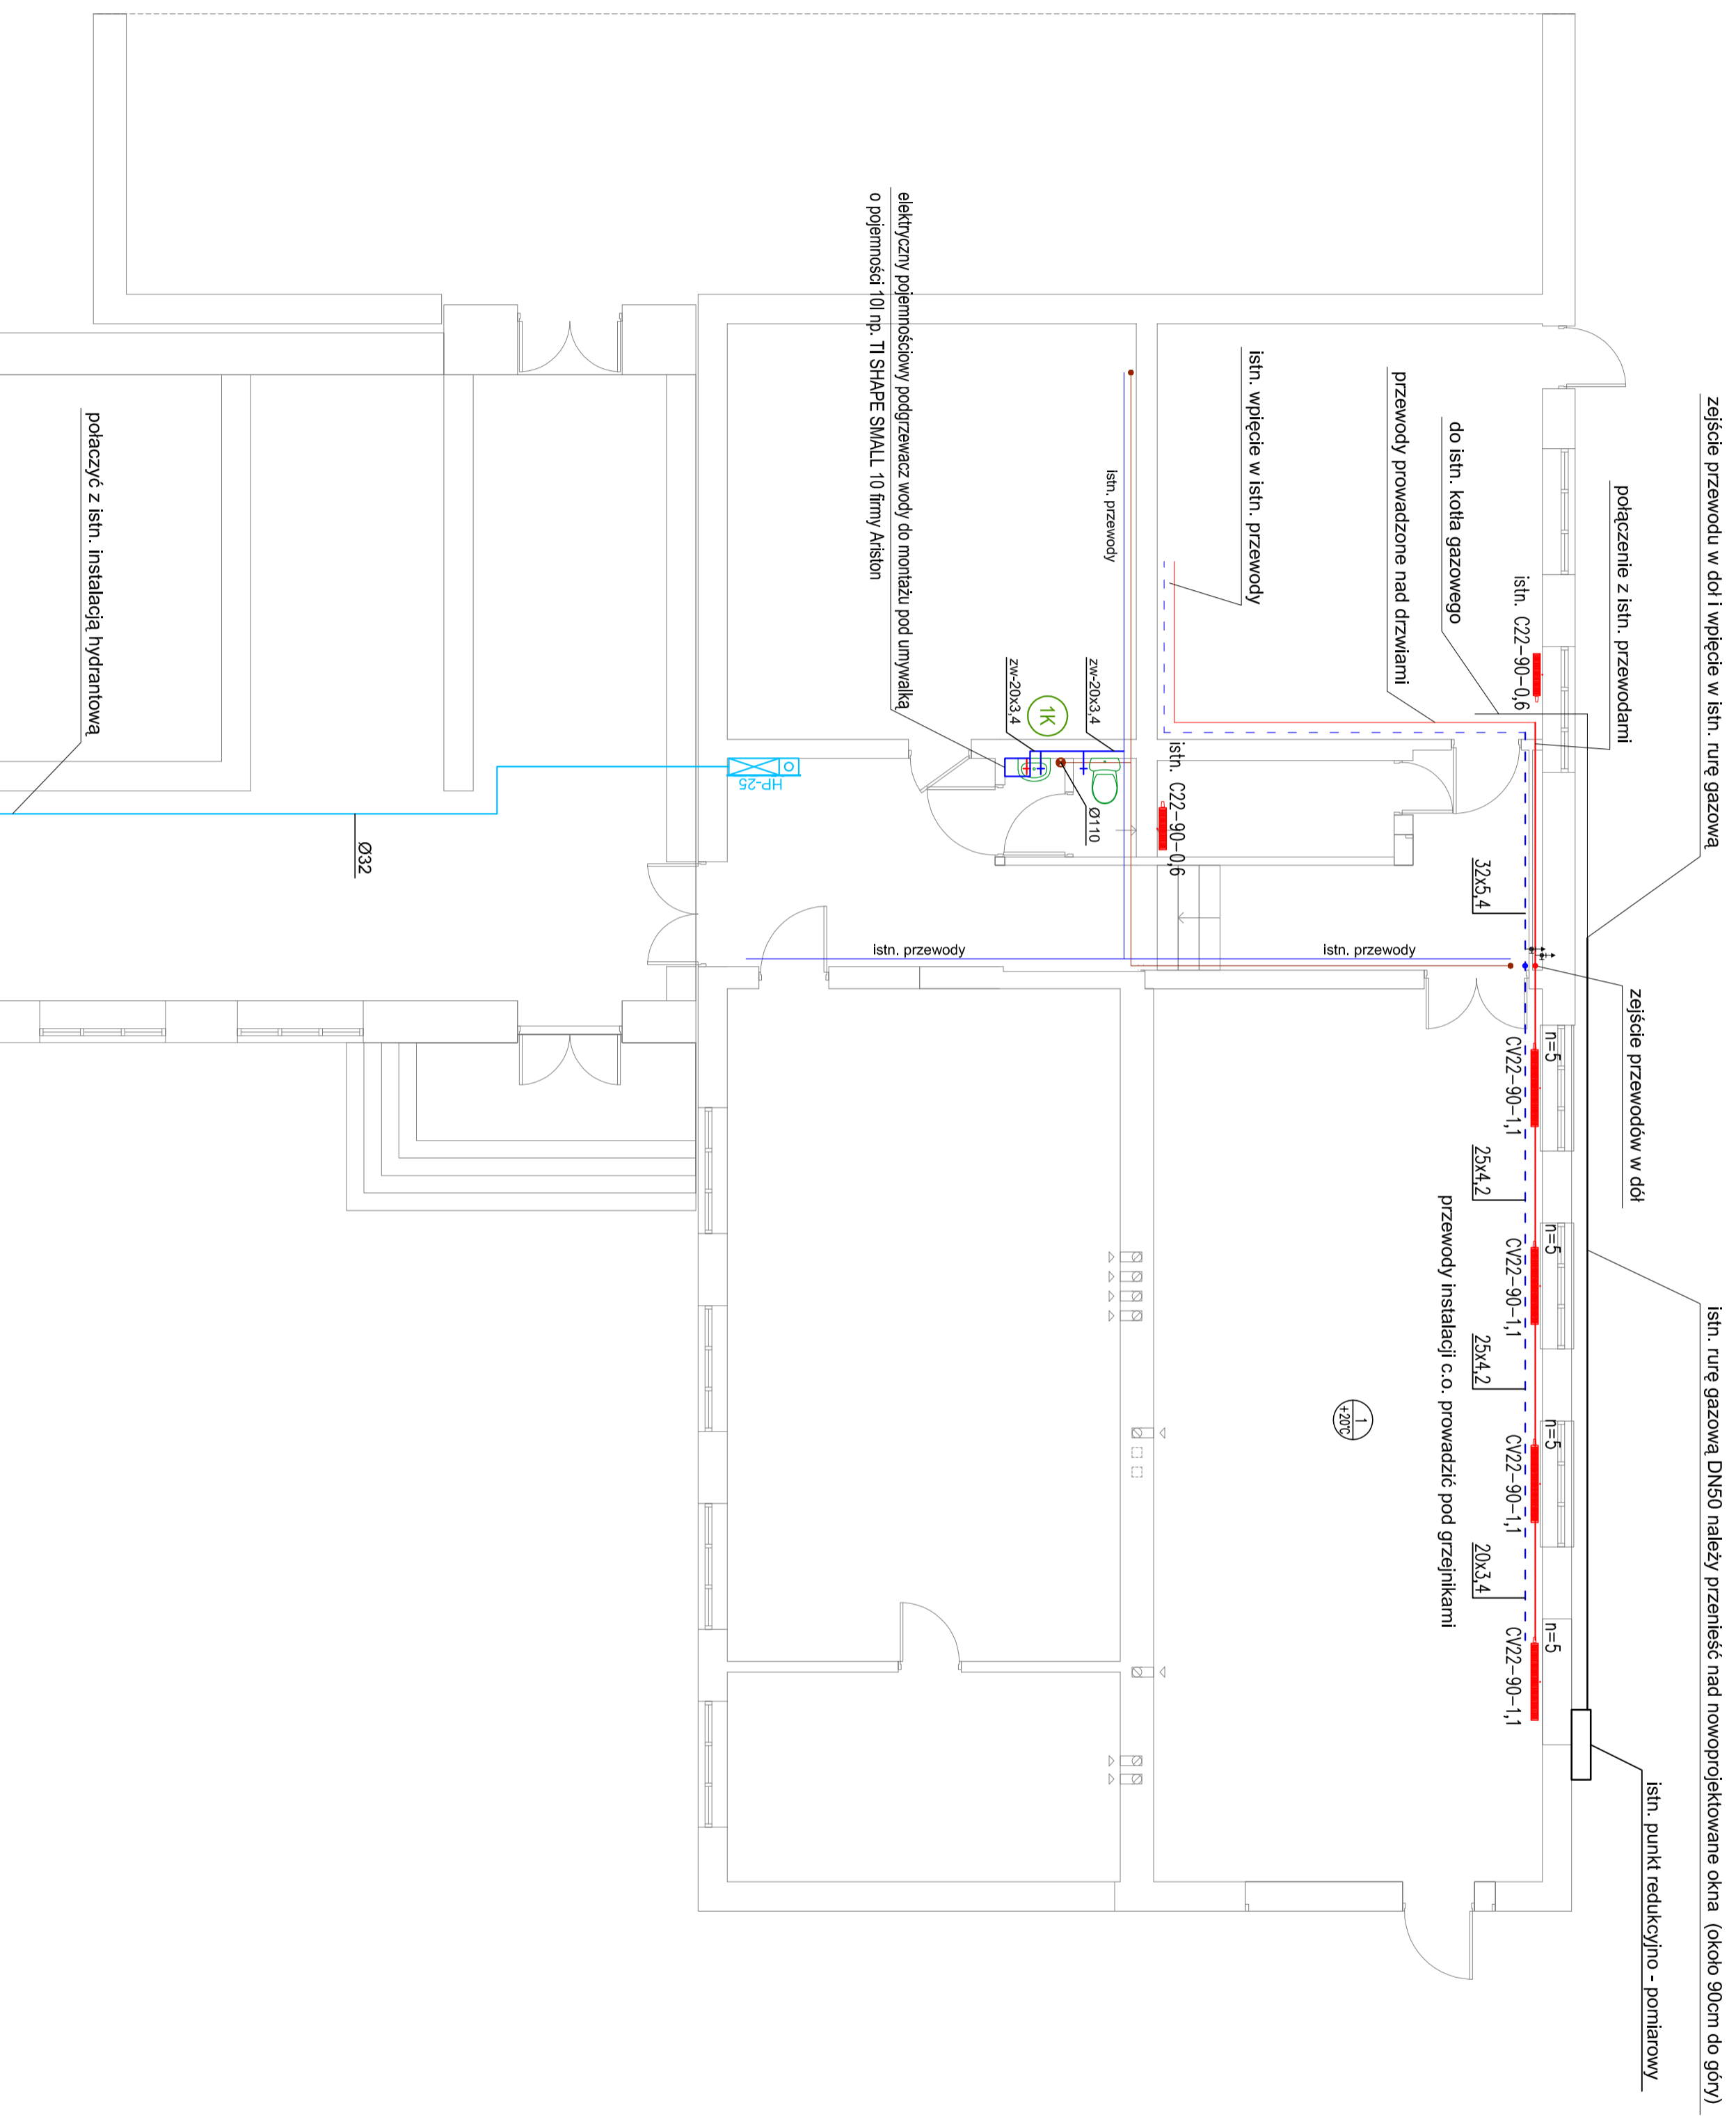 istn. rurę gazową DN50 należy przenieść nad nowoprojektowane okna (około 90cm do góry)
zejście przewodu w doł i wpięcie w istn. rurę gazową
istn. punkt redukcyjno - pomiarowy
zejście przewodów w dół
połączenie z istn. przewodami
istn. C22-90-0,6
n=5
n=5
n=5
n=5
CV22-90-1,1
CV22-90-1,1
CV22-90-1,1
CV22-90-1,1
32x5,4
25x4,2
25x4,2
20x3,4
do istn. kotła gazowego
przewody instalacji c.o. prowadzić pod grzejnikami
przewody prowadzone nad drzwiami
istn. przewody
istn. przewody
1
+20°C
istn. wpięcie w istn. przewody
istn. C22-90-0,6
istn. przewody
zw-20x3,4
Ø110
1K
zw-20x3,4
elektryczny pojemnościowy podgrzewacz wody do montażu pod umywalką
o pojemności 10l np. TI SHAPE SMALL 10 firmy Ariston
HP-25
Ø32
połaczyć z istn. instalacją hydrantową